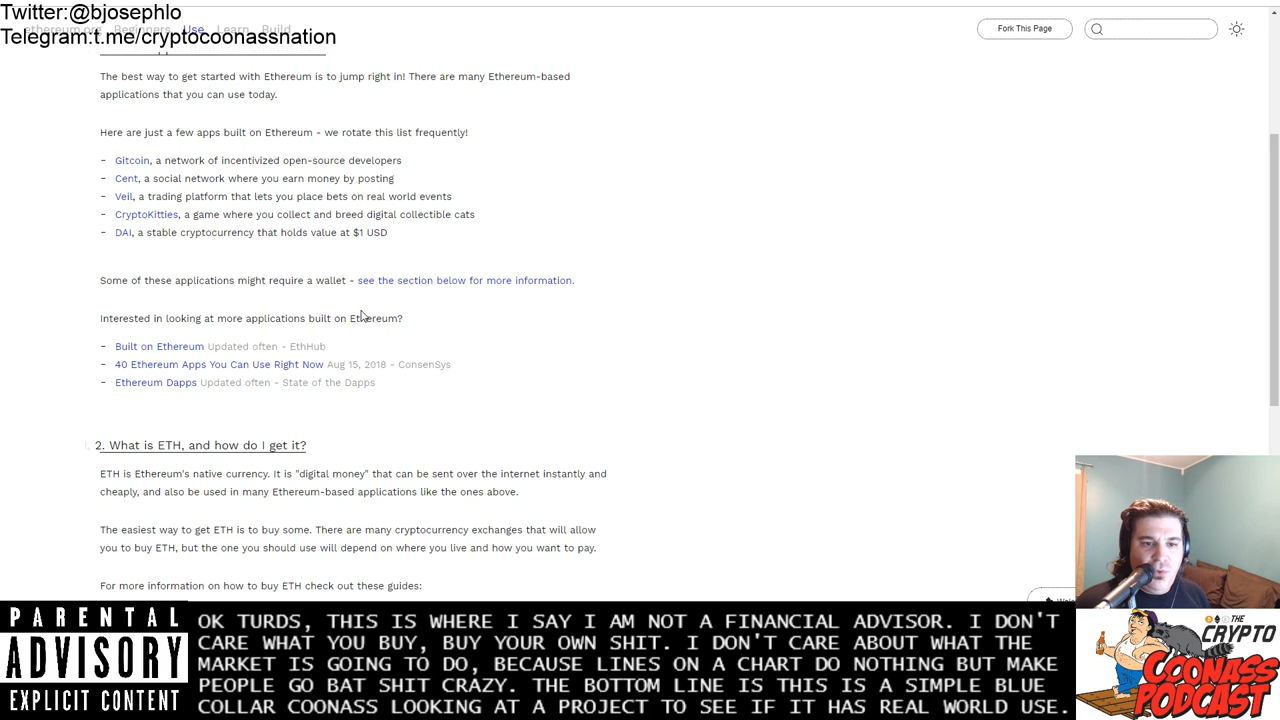 Twitter:@bjosephlo
ethereum.org Beginners Use Learn Build
Fork This Page
Telegram:t.me/cryptocoonassnation
The best way to get started with Ethereum is to jump right in! There are many Ethereum-based
applications that you can use today.
Here are just a few apps built on Ethereum - we rotate this list frequently!
- Gitcoin, a network of incentivized open-source developers
- Cent, a social network where you earn money by posting
- Veil, a trading platform that lets you place bets on real world events
- CryptoKitties, a game where you collect and breed digital collectible cats
- DAI, a stable cryptocurrency that holds value at $1 USD
Some of these applications might require a wallet - see the section below for more information.
Interested in looking at more applications built on Ethereum?
- Built on Ethereum Updated often - EthHub
- 40 Ethereum Apps You Can Use Right Now Aug 15, 2018 - ConsenSys
- Ethereum Dapps Updated often - State of the Dapps
2. What is ETH, and how do I get it?
ETH is Ethereum's native currency. It is "digital money" that can be sent over the internet instantly and
cheaply, and also be used in many Ethereum-based applications like the ones above.
The easiest way to get ETH is to buy some. There are many cryptocurrency exchanges that will allow
you to buy ETH, but the one you should use will depend on where you live and how you want to pay.
For more information on how to buy ETH check out these guides:
PARENTAL
ADVISORY
EXPLICIT CONTENT
OK TURDS, THIS IS WHERE I SAY I AM NOT A FINANCIAL ADVISOR. I DON'T
CARE WHAT YOU BUY, BUY YOUR OWN SHIT. I DON'T CARE ABOUT WHAT THE
MARKET IS GOING TO DO, BECAUSE LINES ON A CHART DO NOTHING BUT MAKE
PEOPLE GO BAT SHIT CRAZY. THE BOTTOM LINE IS THIS IS A SIMPLE BLUE
COLLAR COONASS LOOKING AT A PROJECT TO SEE IF IT HAS REAL WORLD USE.
THE
CRYPTO
COONASS
PODCAST